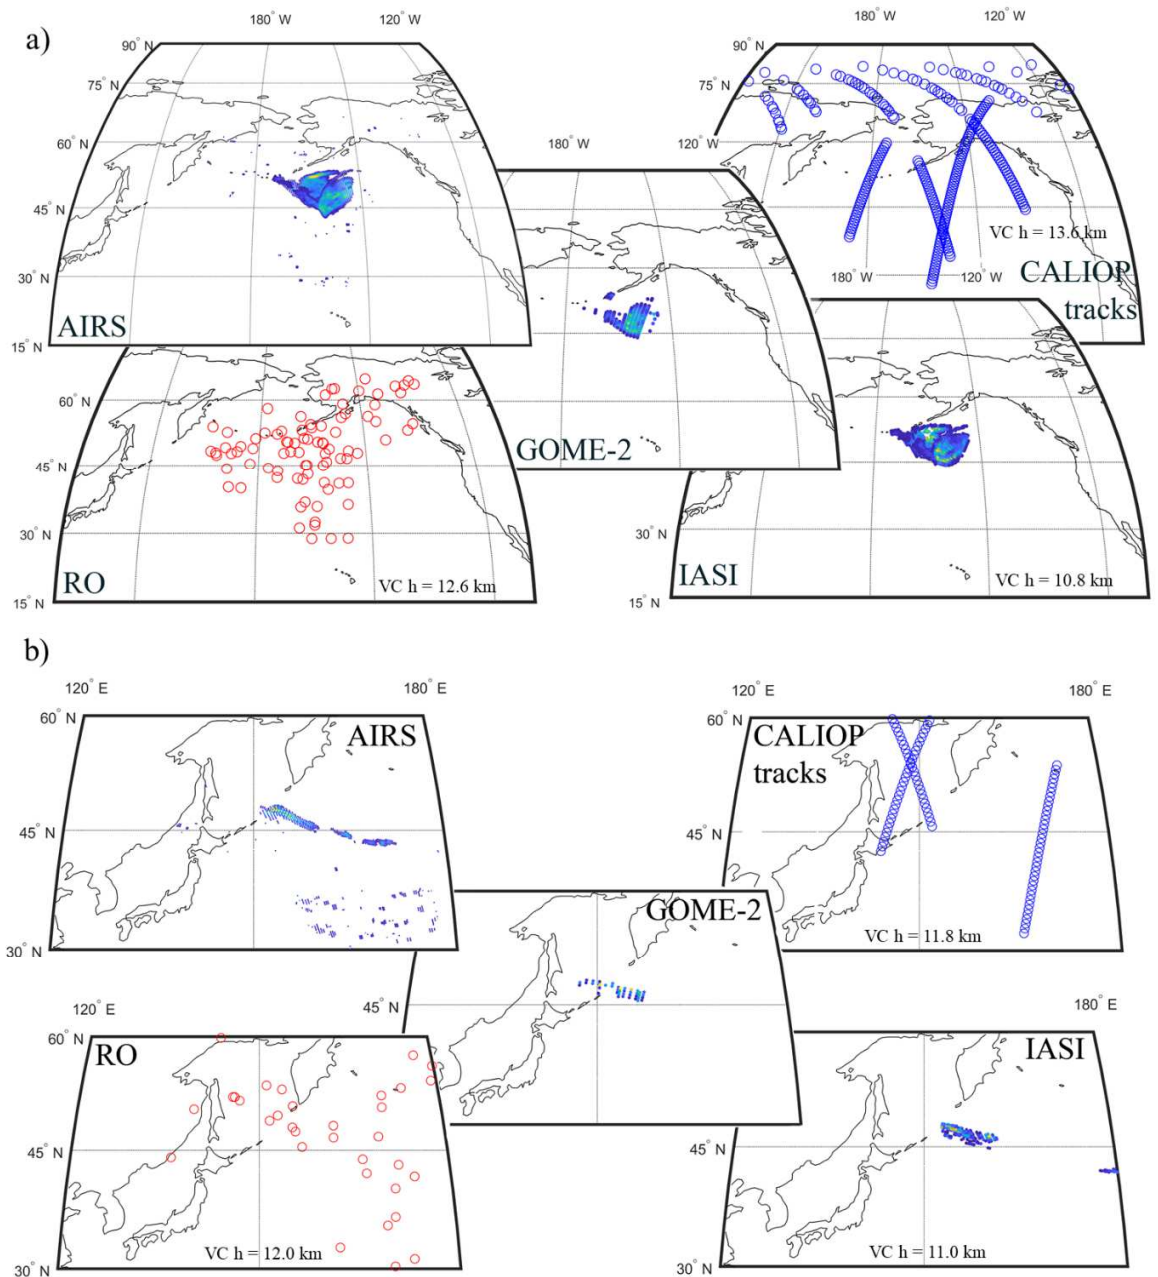 a)
180° W
120° W
90° N
75° N
60° N
45° N
30° N
15° N
AIRS
180° W
120° W
GOME-2
180° W
120° W
90° N
75° N
60° N
VC h = 13.6 km
CALIOP
tracks
15° N
60° N
45° N
30° N
15° N
RO
VC h = 12.6 km
180° W
120° W
45° N
30° N
15° N
IASI
VC h = 10.8 km
b)
120° E
180° E
60° N
45° N
30° N
AIRS
120° E
180° E
60° N
45° N
CALIOP
tracks
VC h = 11.8 km
GOME-2
45° N
120° E
60° N
45° N
30° N
RO
VC h = 12.0 km
180° E
45° N
30° N
IASI
VC h = 11.0 km